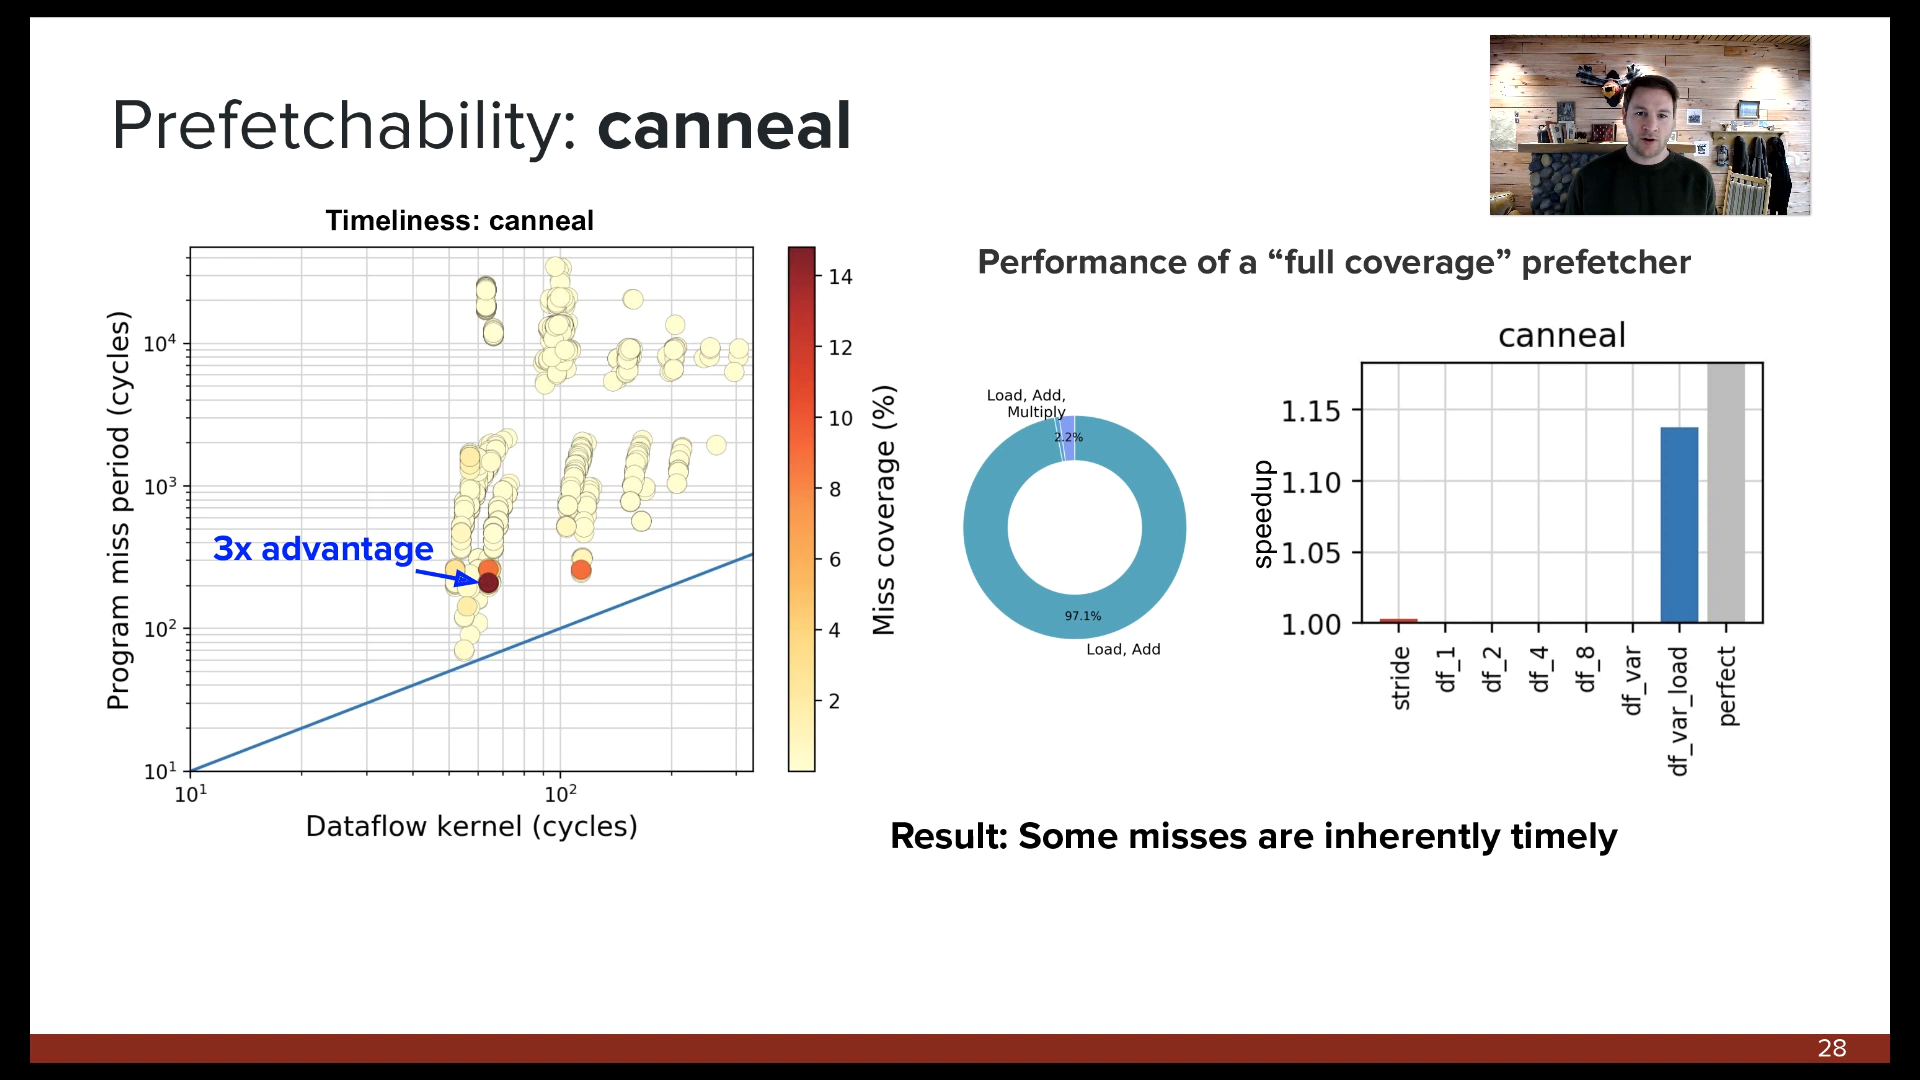 Prefetchability: canneal
Timeliness: canneal
Program miss period (cycles)
10⁴
10³
10²
10¹
3x advantage
10¹
10²
Dataflow kernel (cycles)
14
12
10
8
6
4
2
Miss coverage (%)
Performance of a “full coverage” prefetcher
Load, Add,
Multiply
2.2%
97.1%
Load, Add
canneal
speedup
1.15
1.10
1.05
1.00
stride
df_1
df_2
df_4
df_8
df_var
df_var_load
perfect
Result: Some misses are inherently timely
28